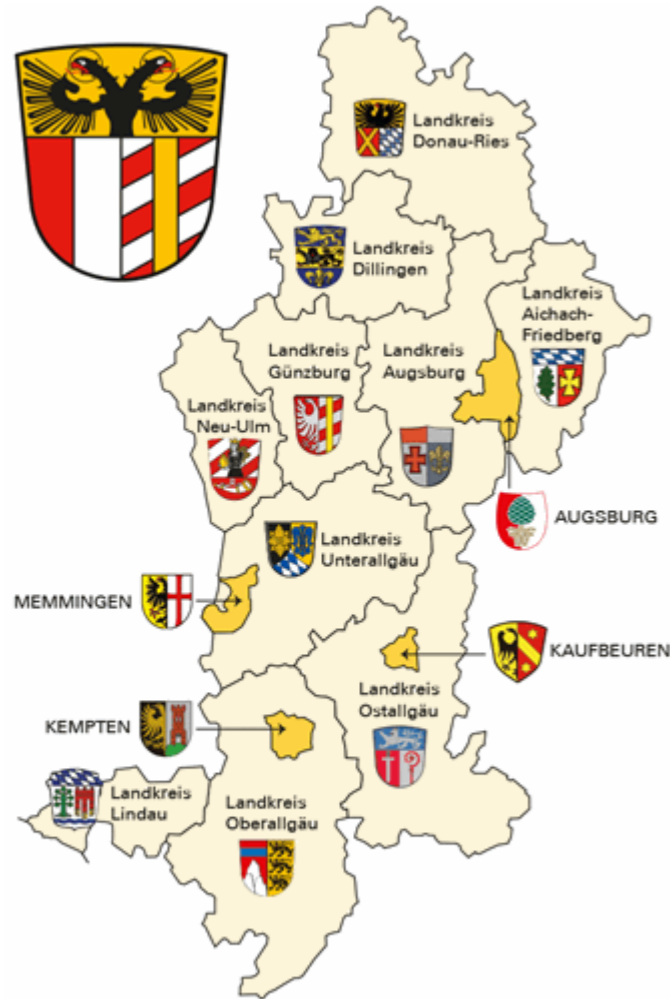 Landkreis
Donau-Ries
Landkreis
Dillingen
Landkreis
Aichach-
Friedberg
Landkreis
Günzburg
Landkreis
Augsburg
Landkreis
Neu-Ulm
AUGSBURG
Landkreis
Unterallgäu
MEMMINGEN
KAUFBEUREN
Landkreis
Ostallgäu
KEMPTEN
Landkreis
Lindau
Landkreis
Oberallgäu